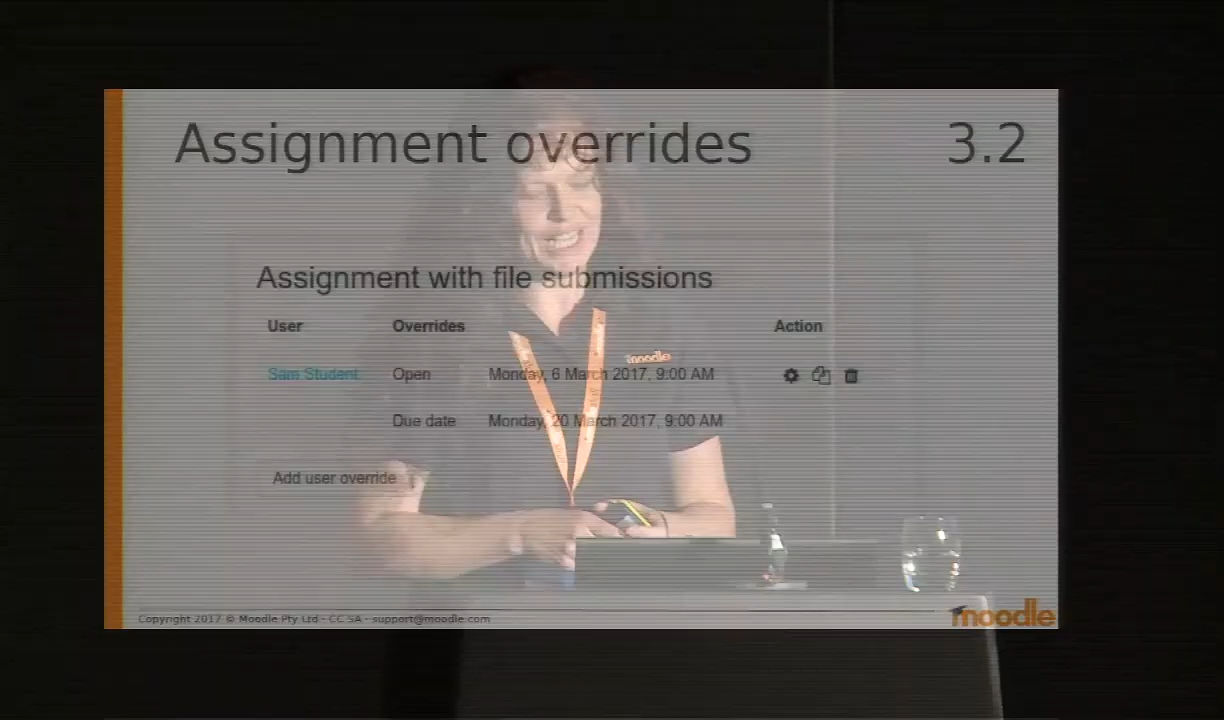 Assignment overrides 3.2
Assignment with file submissions
User Overrides Action
Sam Student Open Monday, 6 March 2017, 9:00 AM
moodle
Due date Monday, 20 March 2017, 9:00 AM
Add user override
Copyright 2017 © Moodle Pty Ltd - CC SA - support@moodle.com
moodle